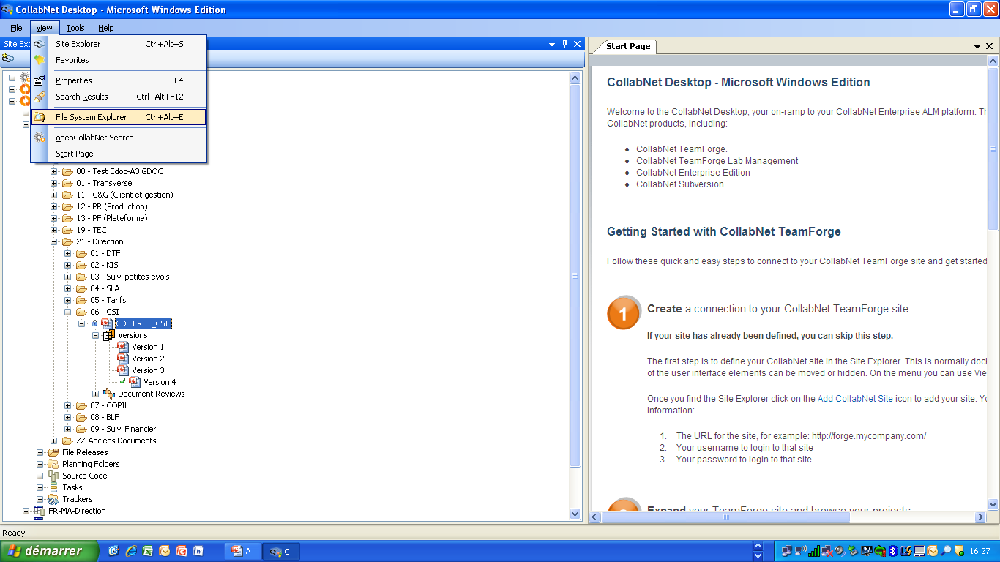 CollabNet Desktop - Microsoft Windows Edition
File View Tools Help
Site Exp
Site Explorer Ctrl+Alt+S
Favorites
Properties F4
Search Results Ctrl+Alt+F12
File System Explorer Ctrl+Alt+E
openCollabNet Search
Start Page
00 - Test Edoc-A3 GDOC
01 - Transverse
11 - C&G (Client et gestion)
12 - PR (Production)
13 - PF (Plateforme)
19 - TEC
21 - Direction
01 - DTF
02 - KIS
03 - Suivi petites évols
04 - SLA
05 - Tarifs
06 - CSI
CDS FRET_CSI
Versions
Version 1
Version 2
Version 3
Version 4
Document Reviews
07 - COPIL
08 - BLF
09 - Suivi Financier
ZZ-Anciens Documents
File Releases
Planning Folders
Source Code
Tasks
Trackers
FR-MA-Direction
Start Page
CollabNet Desktop - Microsoft Windows Edition
Welcome to the CollabNet Desktop, your on-ramp to your CollabNet Enterprise ALM platform. Th
CollabNet products, including:
CollabNet TeamForge.
CollabNet TeamForge Lab Management
CollabNet Enterprise Edition
CollabNet Subversion
Getting Started with CollabNet TeamForge
Follow these quick and easy steps to connect to your CollabNet TeamForge site and get started
1 Create a connection to your CollabNet TeamForge site
If your site has already been defined, you can skip this step.
The first step is to define your CollabNet site in the Site Explorer. This is normally doc
of the user interface elements can be moved or hidden. On the menu you can use Vie
Once you find the Site Explorer click on the Add CollabNet Site icon to add your site. Yo
information:
1. The URL for the site, for example: http://forge.mycompany.com/
2. Your username to login to that site
3. Your password to login to that site
Expand your TeamForge site and browse your projects
Ready
démarrer A C 16:27